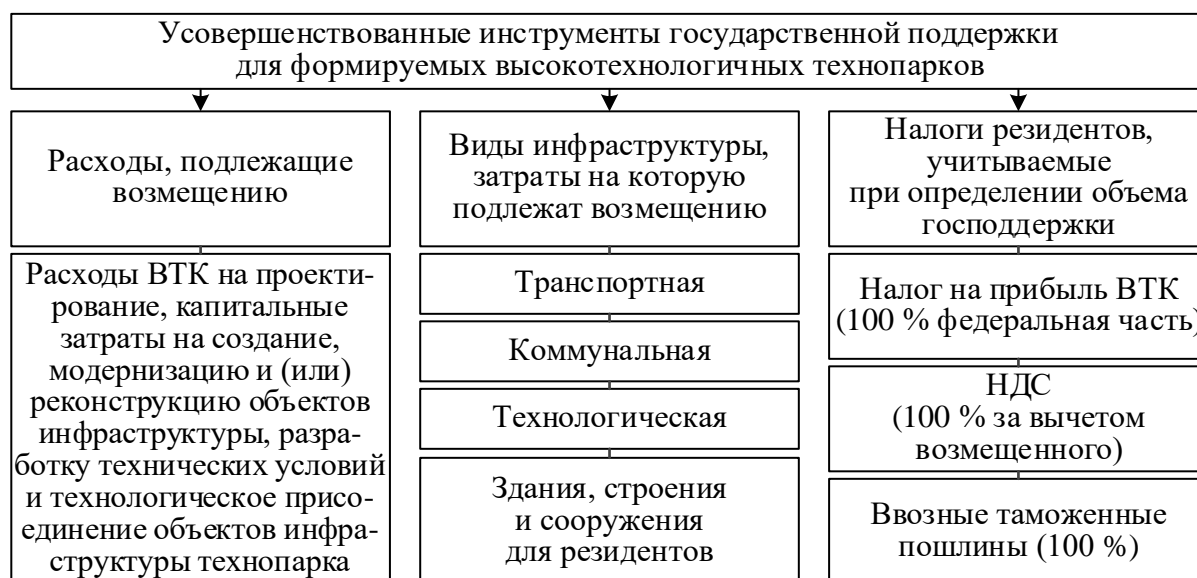 Усовершенствованные инструменты государственной поддержки
для формируемых высокотехнологичных технопарков
Расходы, подлежащие
возмещению
Расходы ВТК на проекти-
рование, капитальные
затраты на создание,
модернизацию и (или)
реконструкцию объектов
инфраструктуры, разра-
ботку технических условий
и технологическое присо-
единение объектов инфра-
структуры технопарка
Виды инфраструктуры,
затраты на которую
подлежат возмещению
Транспортная
Коммунальная
Технологическая
Здания, строения
и сооружения
для резидентов
Налоги резидентов,
учитываемые
при определении объема
господдержки
Налог на прибыль ВТК
(100 % федеральная часть)
НДС
(100 % за вычетом
возмещенного)
Ввозные таможенные
пошлины (100 %)